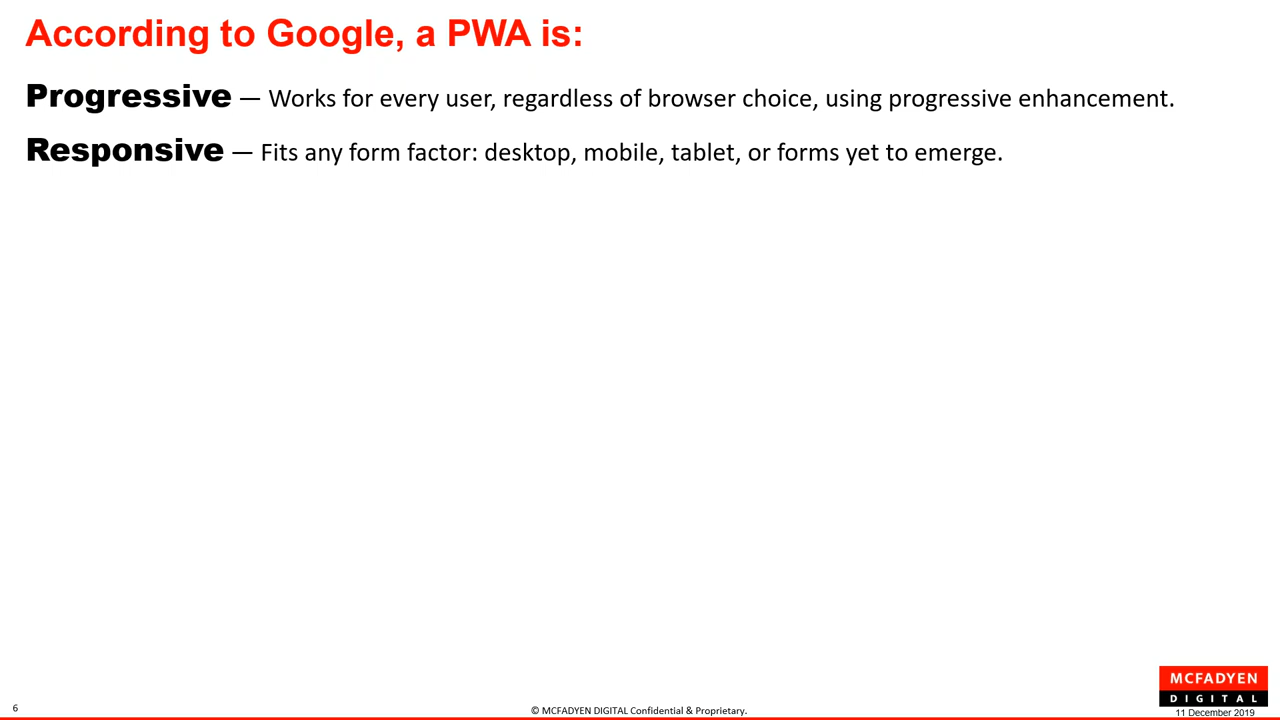 According to Google, a PWA is:
Progressive — Works for every user, regardless of browser choice, using progressive enhancement.
Responsive — Fits any form factor: desktop, mobile, tablet, or forms yet to emerge.
MCFADYEN
DIGITAL
6
© MCFADYEN DIGITAL Confidential & Proprietary.
11 December 2019